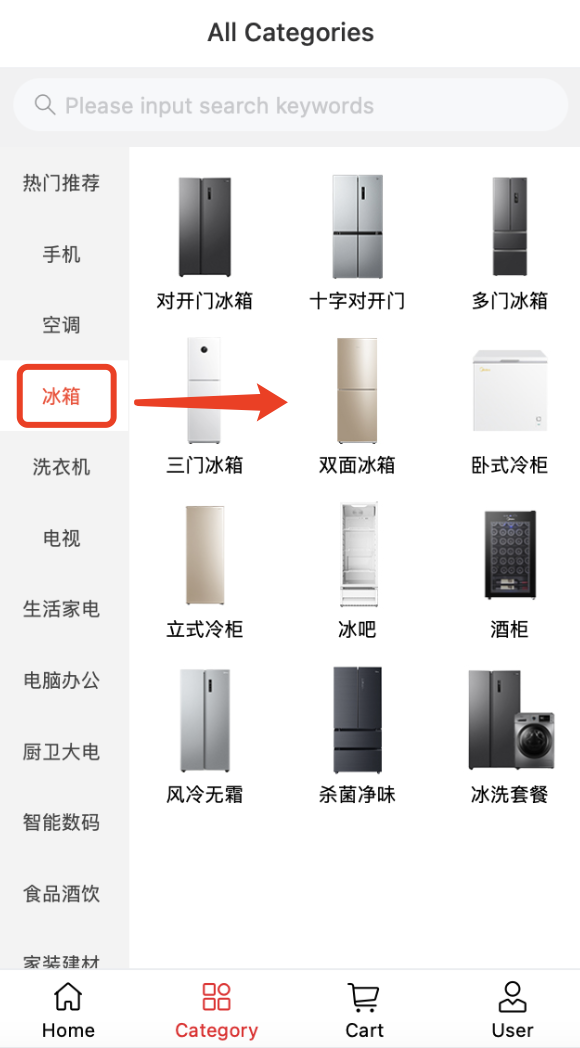 All Categories
Please input search keywords
热门推荐
手机
空调
冰箱
洗衣机
电视
生活家电
电脑办公
厨卫大电
智能数码
食品酒饮
家装建材
对开门冰箱
十字对开门
多门冰箱
三门冰箱
双面冰箱
卧式冷柜
立式冷柜
冰吧
酒柜
风冷无霜
杀菌净味
冰洗套餐
Home
Category
Cart
User